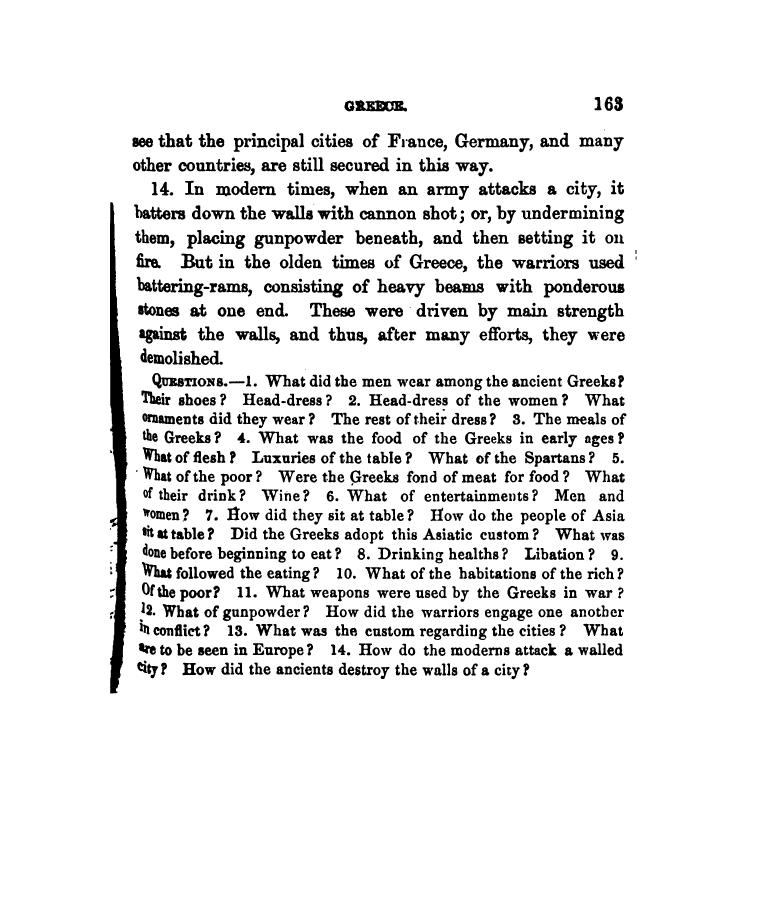 GREECE. 163
see that the principal cities of France, Germany, and many
other countries, are still secured in this way.
14. In modern times, when an army attacks a city, it
batters down the walls with cannon shot; or, by undermining
them, placing gunpowder beneath, and then setting it on
fire. But in the olden times of Greece, the warriors used
battering-rams, consisting of heavy beams with ponderous
stones at one end. These were driven by main strength
against the walls, and thus, after many efforts, they were
demolished.
QUESTIONS.—1. What did the men wear among the ancient Greeks?
Their shoes? Head-dress? 2. Head-dress of the women? What
ornaments did they wear? The rest of their dress? 3. The meals of
the Greeks? 4. What was the food of the Greeks in early ages?
What of flesh? Luxuries of the table? What of the Spartans? 5.
What of the poor? Were the Greeks fond of meat for food? What
of their drink? Wine? 6. What of entertainments? Men and
women? 7. How did they sit at table? How do the people of Asia
sit at table? Did the Greeks adopt this Asiatic custom? What was
done before beginning to eat? 8. Drinking healths? Libation? 9.
What followed the eating? 10. What of the habitations of the rich?
Of the poor? 11. What weapons were used by the Greeks in war?
12. What of gunpowder? How did the warriors engage one another
in conflict? 13. What was the custom regarding the cities? What
are to be seen in Europe? 14. How do the moderns attack a walled
city? How did the ancients destroy the walls of a city?